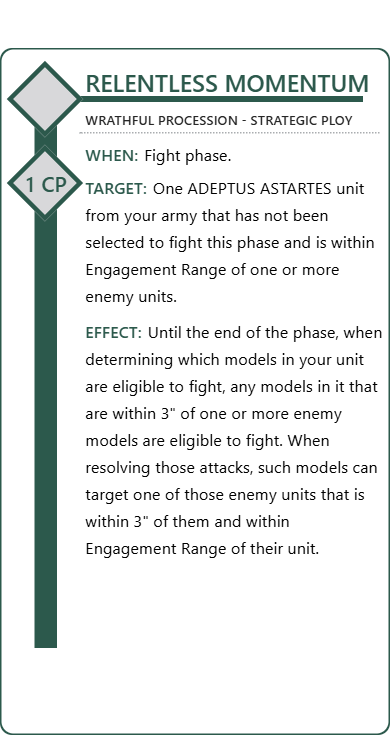 RELENTLESS MOMENTUM
WRATHFUL PROCESSION - STRATEGIC PLOY
1 CP
WHEN: Fight phase.
TARGET: One ADEPTUS ASTARTES unit
from your army that has not been
selected to fight this phase and is within
Engagement Range of one or more
enemy units.
EFFECT: Until the end of the phase, when
determining which models in your unit
are eligible to fight, any models in it that
are within 3" of one or more enemy
models are eligible to fight. When
resolving those attacks, such models can
target one of those enemy units that is
within 3" of them and within
Engagement Range of their unit.